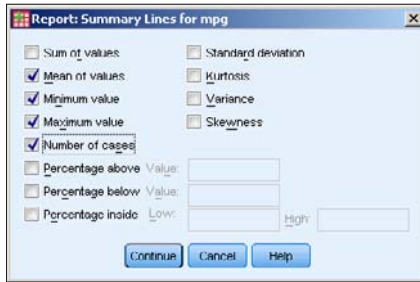 Report: Summary Lines for mpg
Sum of values
Standard deviation
Mean of values
Kurtosis
Minimum value
Variance
Maximum value
Skewness
Number of cases
Percentage above Value:
Percentage below Value:
Percentage inside Low: High:
Continue Cancel Help